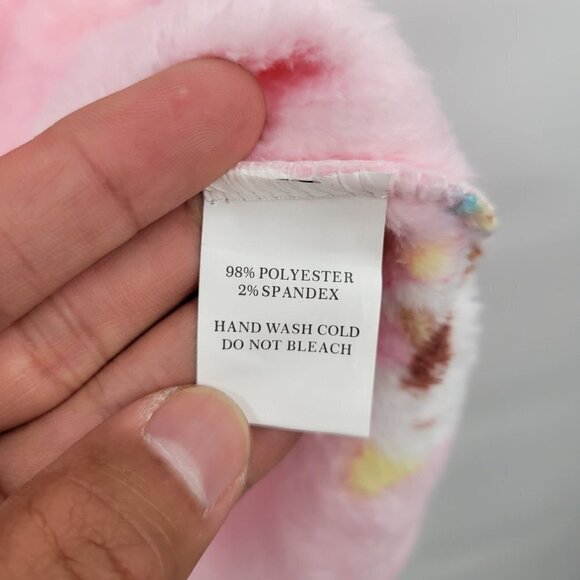 98% POLYESTER
2% SPANDEX
HAND WASH COLD
DO NOT BLEACH